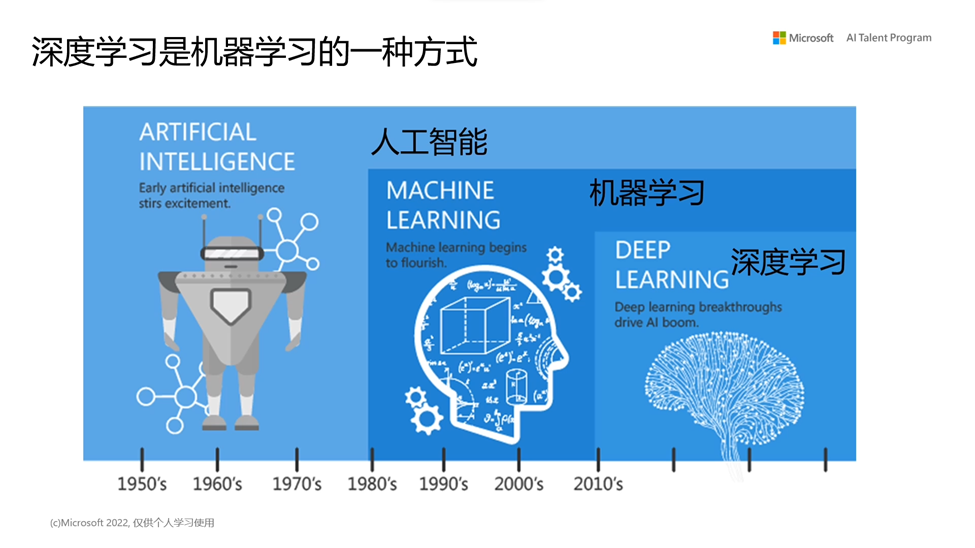 深度学习是机器学习的一种方式
Microsoft AI Talent Program
ARTIFICIAL
INTELLIGENCE
Early artificial intelligence
stirs excitement.
人工智能
MACHINE
LEARNING
Machine learning begins
to flourish.
机器学习
DEEP
LEARNING
Deep learning breakthroughs
drive AI boom.
深度学习
1950's 1960's 1970's 1980's 1990's 2000's 2010's
(c)Microsoft 2022, 仅供个人学习使用